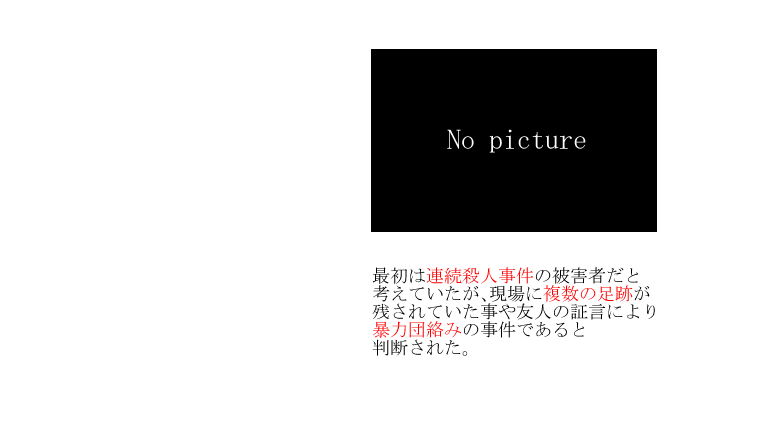 No picture
最初は連続殺人事件の被害者だと
考えていたが、現場に複数の足跡が
残されていた事や友人の証言により
暴力団絡みの事件であると
判断された。